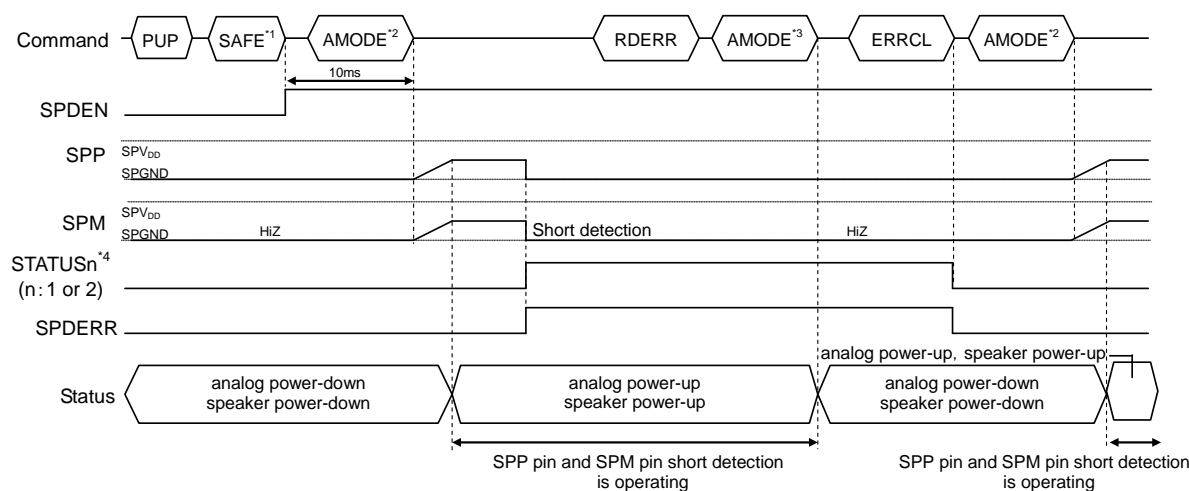 Command PUP SAFE*1 AMODE*2 RDERR AMODE*3 ERRCL AMODE*2
10ms
SPDEN
SPVDD
SPP
SPGND
SPVDD
SPM
SPGND HiZ Short detection HiZ
STATUSn*4
(n:1 or 2)
SPDERR
analog power-up, speaker power-up
Status
analog power-down
speaker power-down
analog power-up
speaker power-up
analog power-down
speaker power-down
SPP pin and SPM pin short detection
is operating
SPP pin and SPM pin short detection
is operating